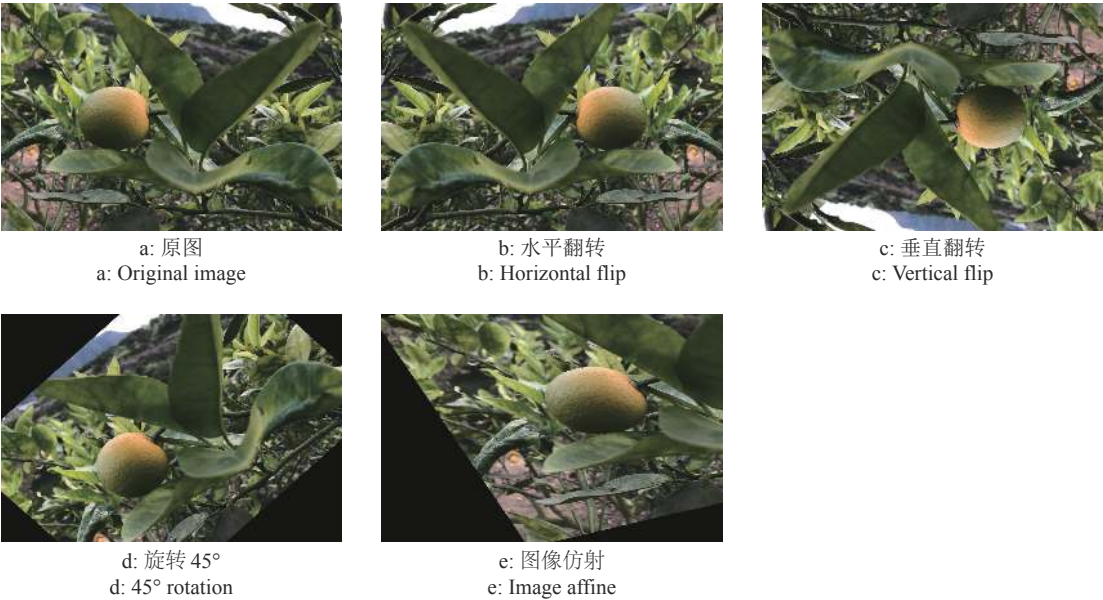 a: 原图
a: Original image
b: 水平翻转
b: Horizontal flip
c: 垂直翻转
c: Vertical flip
d: 旋转 45°
d: 45° rotation
e: 图像仿射
e: Image affine